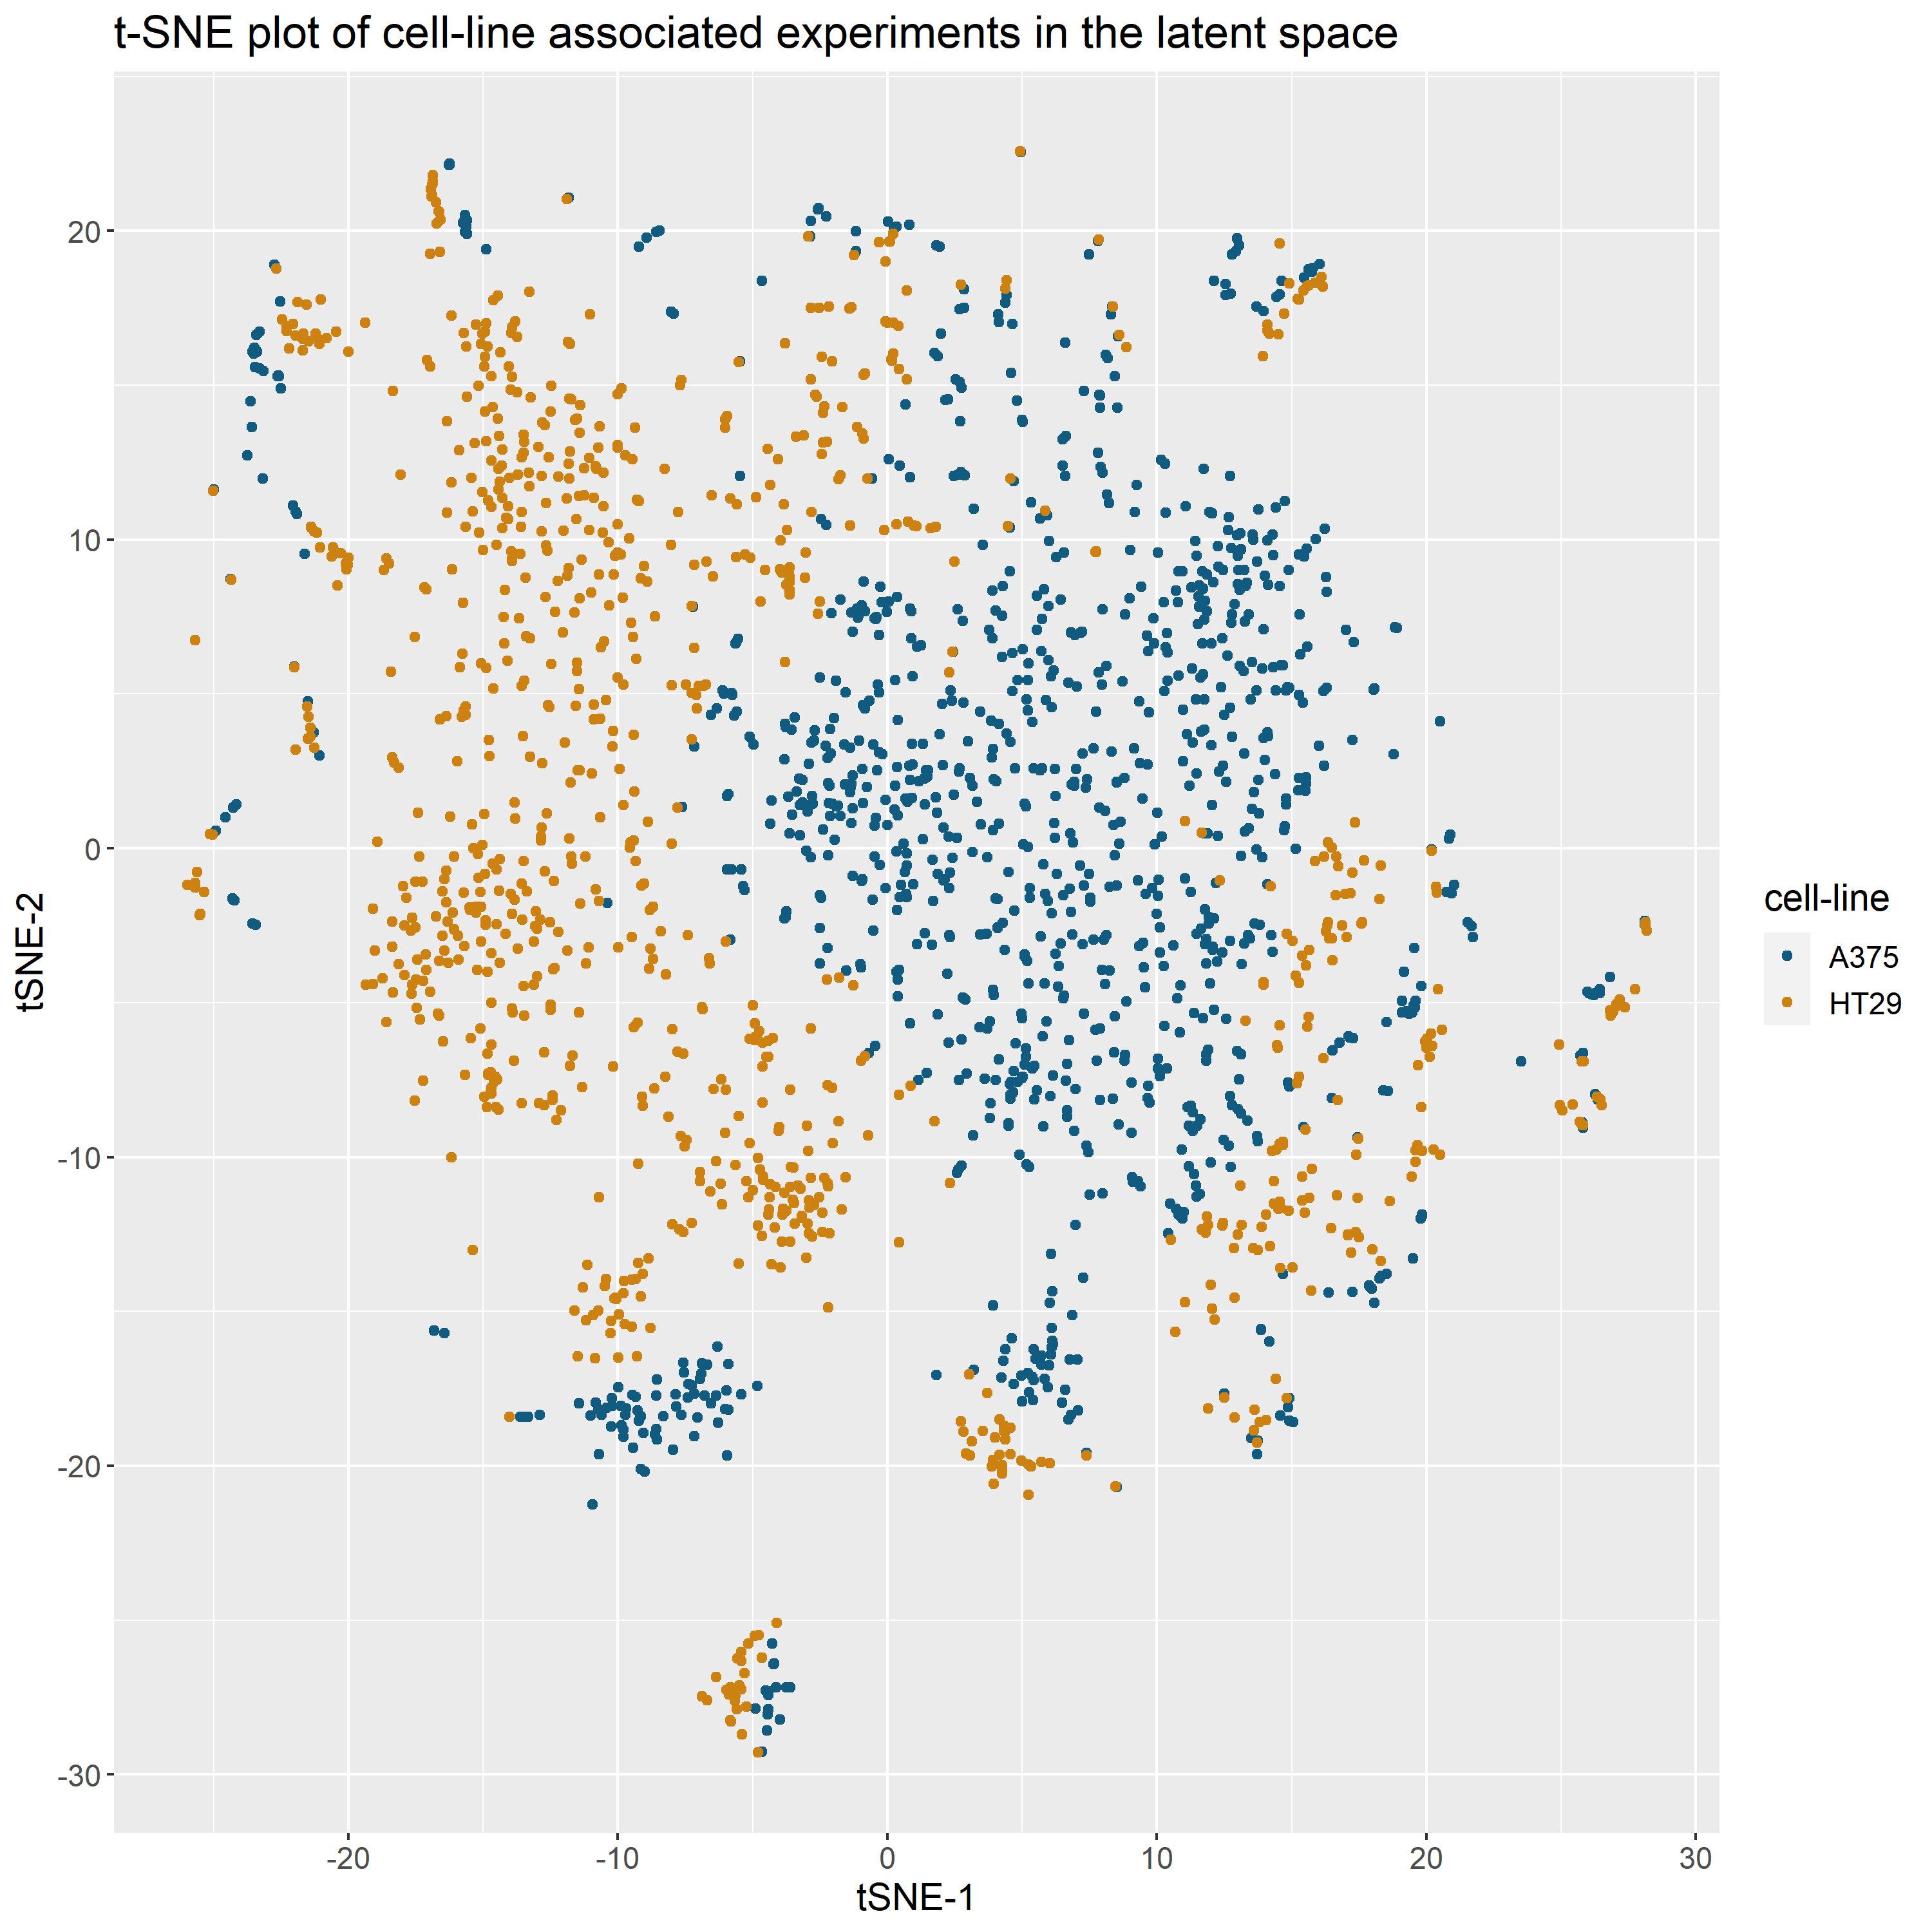 t-SNE plot of cell-line associated experiments in the latent space
20
10
0
-10
-20
-30
tSNE-2
-20
-10
0
10
20
30
tSNE-1
cell-line
A375
HT29